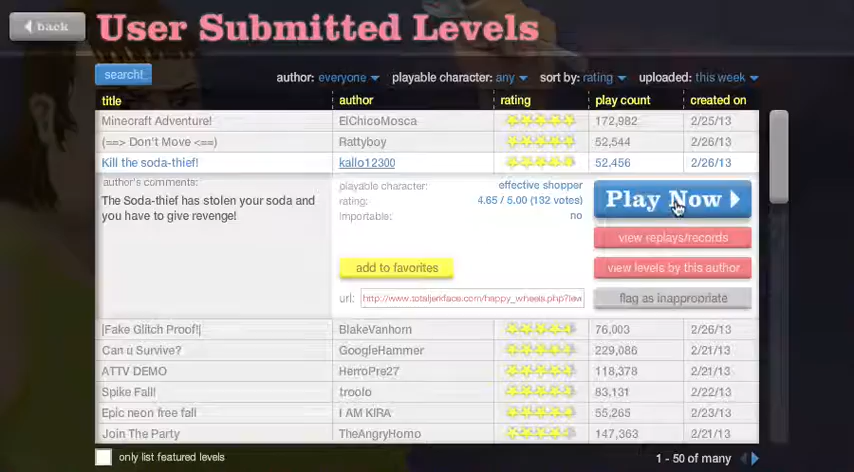 back
User Submitted Levels
search!
author: everyone playable character: any sort by: rating uploaded: this week
title author rating play count created on
Minecraft Adventure! ElChicoMosca 172,982 2/25/13
(==> Don't Move <==) Rattyboy 52,544 2/26/13
Kill the soda-thief! kallo12300 52,456 2/26/13
author's comments:
The Soda-thief has stolen your soda and
you have to give revenge!
playable character: effective shopper
rating: 4.65 / 5.00 (132 votes)
importable: no
add to favorites
url: http://www.totaljerkface.com/happy_wheels.php?lev
Play Now
view replays/records
view levels by this author
flag as inappropriate
[Fake Glitch Proof!] BlakeVanhorn 76,003 2/26/13
Can u Survive? GoogleHammer 229,086 2/21/13
ATTV DEMO HerroPre27 118,378 2/21/13
Spike Fall! troolo 83,131 2/22/13
Epic neon free fall I AM KIRA 55,265 2/23/13
Join The Party TheAngryHomo 147,363 2/21/13
only list featured levels
1 - 50 of many